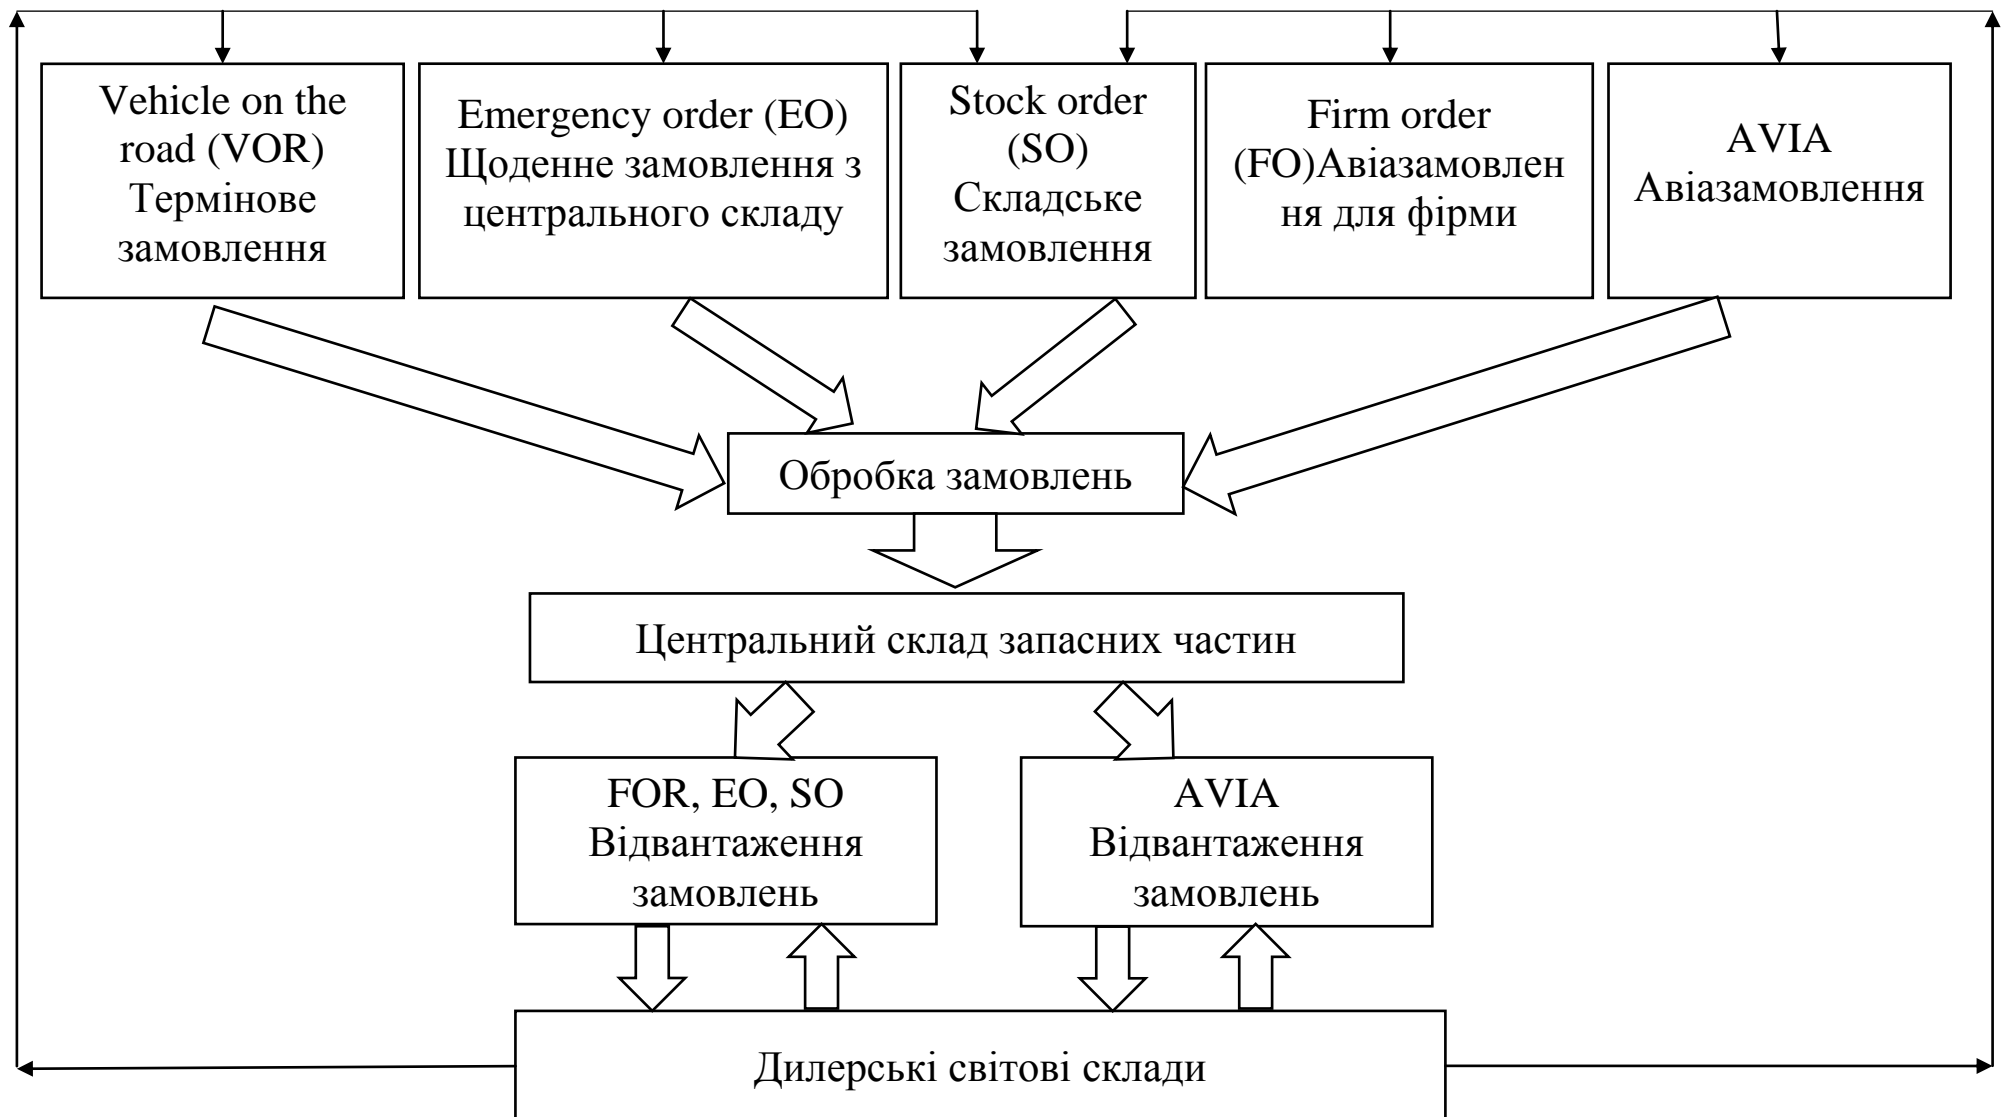 Vehicle on the
road (VOR)
Термінове
замовлення
Emergency order (EO)
Щоденне замовлення з
центрального складу
Stock order
(SO)
Складське
замовлення
Firm order
(FO)Авіазамовлен
ня для фірми
AVIA
Авіазамовлення
Обробка замовлень
Центральний склад запасних частин
FOR, EO, SO
Відвантаження
замовлень
AVIA
Відвантаження
замовлень
Дилерські світові склади